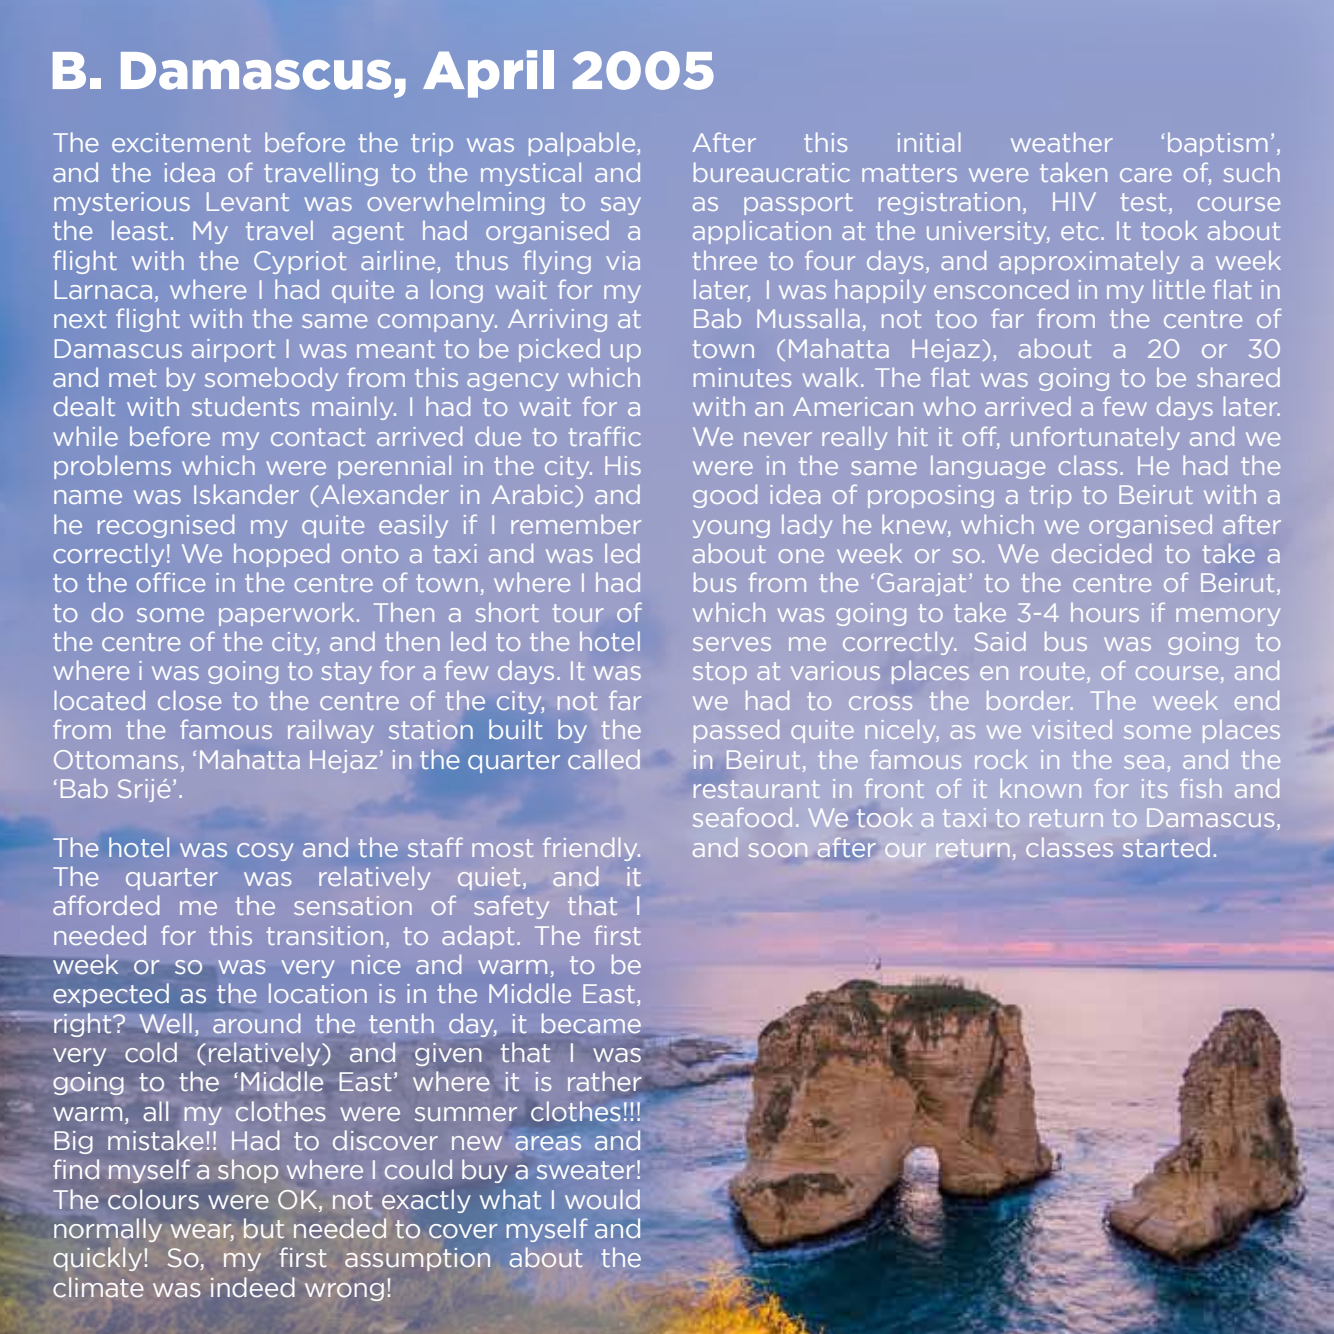 B. Damascus, April 2005
The excitement before the trip was palpable,
and the idea of travelling to the mystical and
mysterious Levant was overwhelming to say
the least. My travel agent had organised a
flight with the Cypriot airline, thus flying via
Larnaca, where I had quite a long wait for my
next flight with the same company. Arriving at
Damascus airport I was meant to be picked up
and met by somebody from this agency which
dealt with students mainly. I had to wait for a
while before my contact arrived due to traffic
problems which were perennial in the city. His
name was Iskander (Alexander in Arabic) and
he recognised my quite easily if I remember
correctly! We hopped onto a taxi and was led
to the office in the centre of town, where I had
to do some paperwork. Then a short tour of
the centre of the city, and then led to the hotel
where i was going to stay for a few days. It was
located close to the centre of the city, not far
from the famous railway station built by the
Ottomans, ‘Mahatta Hejaz’ in the quarter called
‘Bab Srijé’.
The hotel was cosy and the staff most friendly.
The quarter was relatively quiet, and it
afforded me the sensation of safety that I
needed for this transition, to adapt. The first
week or so was very nice and warm, to be
expected as the location is in the Middle East,
right? Well, around the tenth day, it became
very cold (relatively) and given that I was
going to the ‘Middle East’ where it is rather
warm, all my clothes were summer clothes!!!
Big mistake!! Had to discover new areas and
find myself a shop where I could buy a sweater!
The colours were OK, not exactly what I would
normally wear, but needed to cover myself and
quickly! So, my first assumption about the
climate was indeed wrong!
After this initial weather ‘baptism’,
bureaucratic matters were taken care of, such
as passport registration, HIV test, course
application at the university, etc. It took about
three to four days, and approximately a week
later, I was happily ensconced in my little flat in
Bab Mussalla, not too far from the centre of
town (Mahatta Hejaz), about a 20 or 30
minutes walk. The flat was going to be shared
with an American who arrived a few days later.
We never really hit it off, unfortunately and we
were in the same language class. He had the
good idea of proposing a trip to Beirut with a
young lady he knew, which we organised after
about one week or so. We decided to take a
bus from the ‘Garajat’ to the centre of Beirut,
which was going to take 3-4 hours if memory
serves me correctly. Said bus was going to
stop at various places en route, of course, and
we had to cross the border. The week end
passed quite nicely, as we visited some places
in Beirut, the famous rock in the sea, and the
restaurant in front of it known for its fish and
seafood. We took a taxi to return to Damascus,
and soon after our return, classes started.